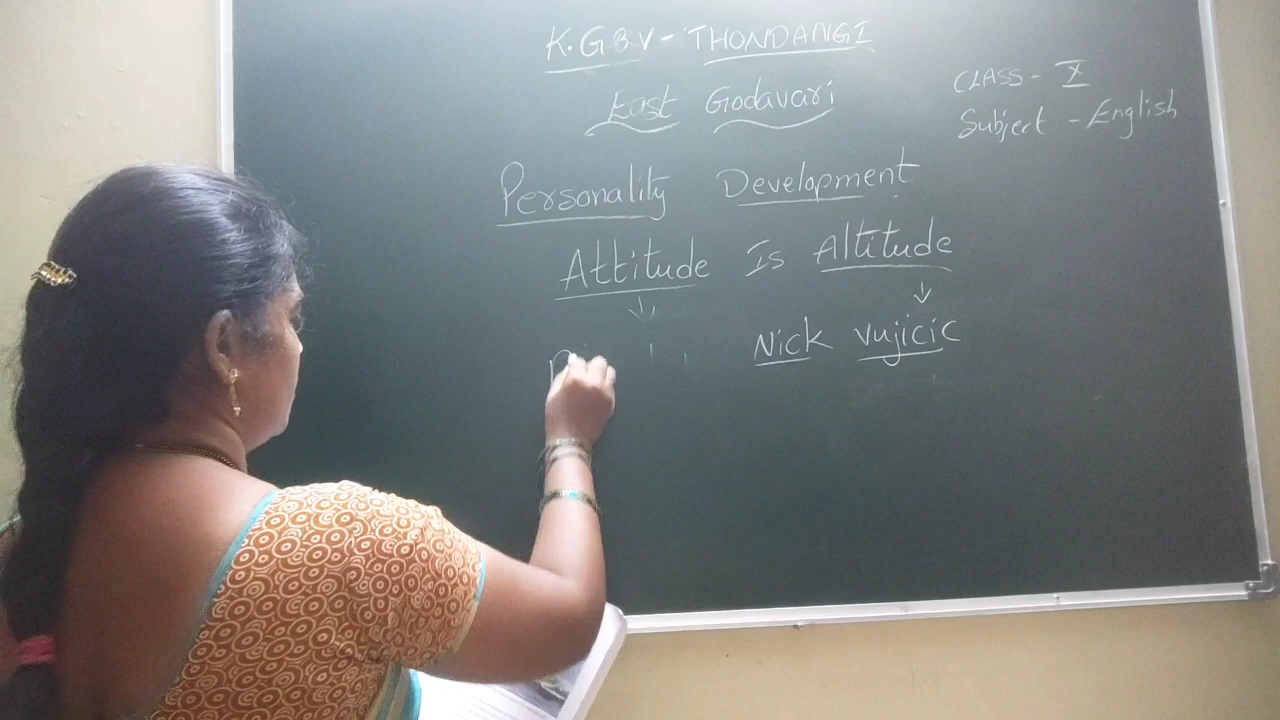 K.G.B.V - THONDANGI
East Godavari
CLASS - X
Subject - English
Personality Development
Attitude Is Altitude
Nick vujicic